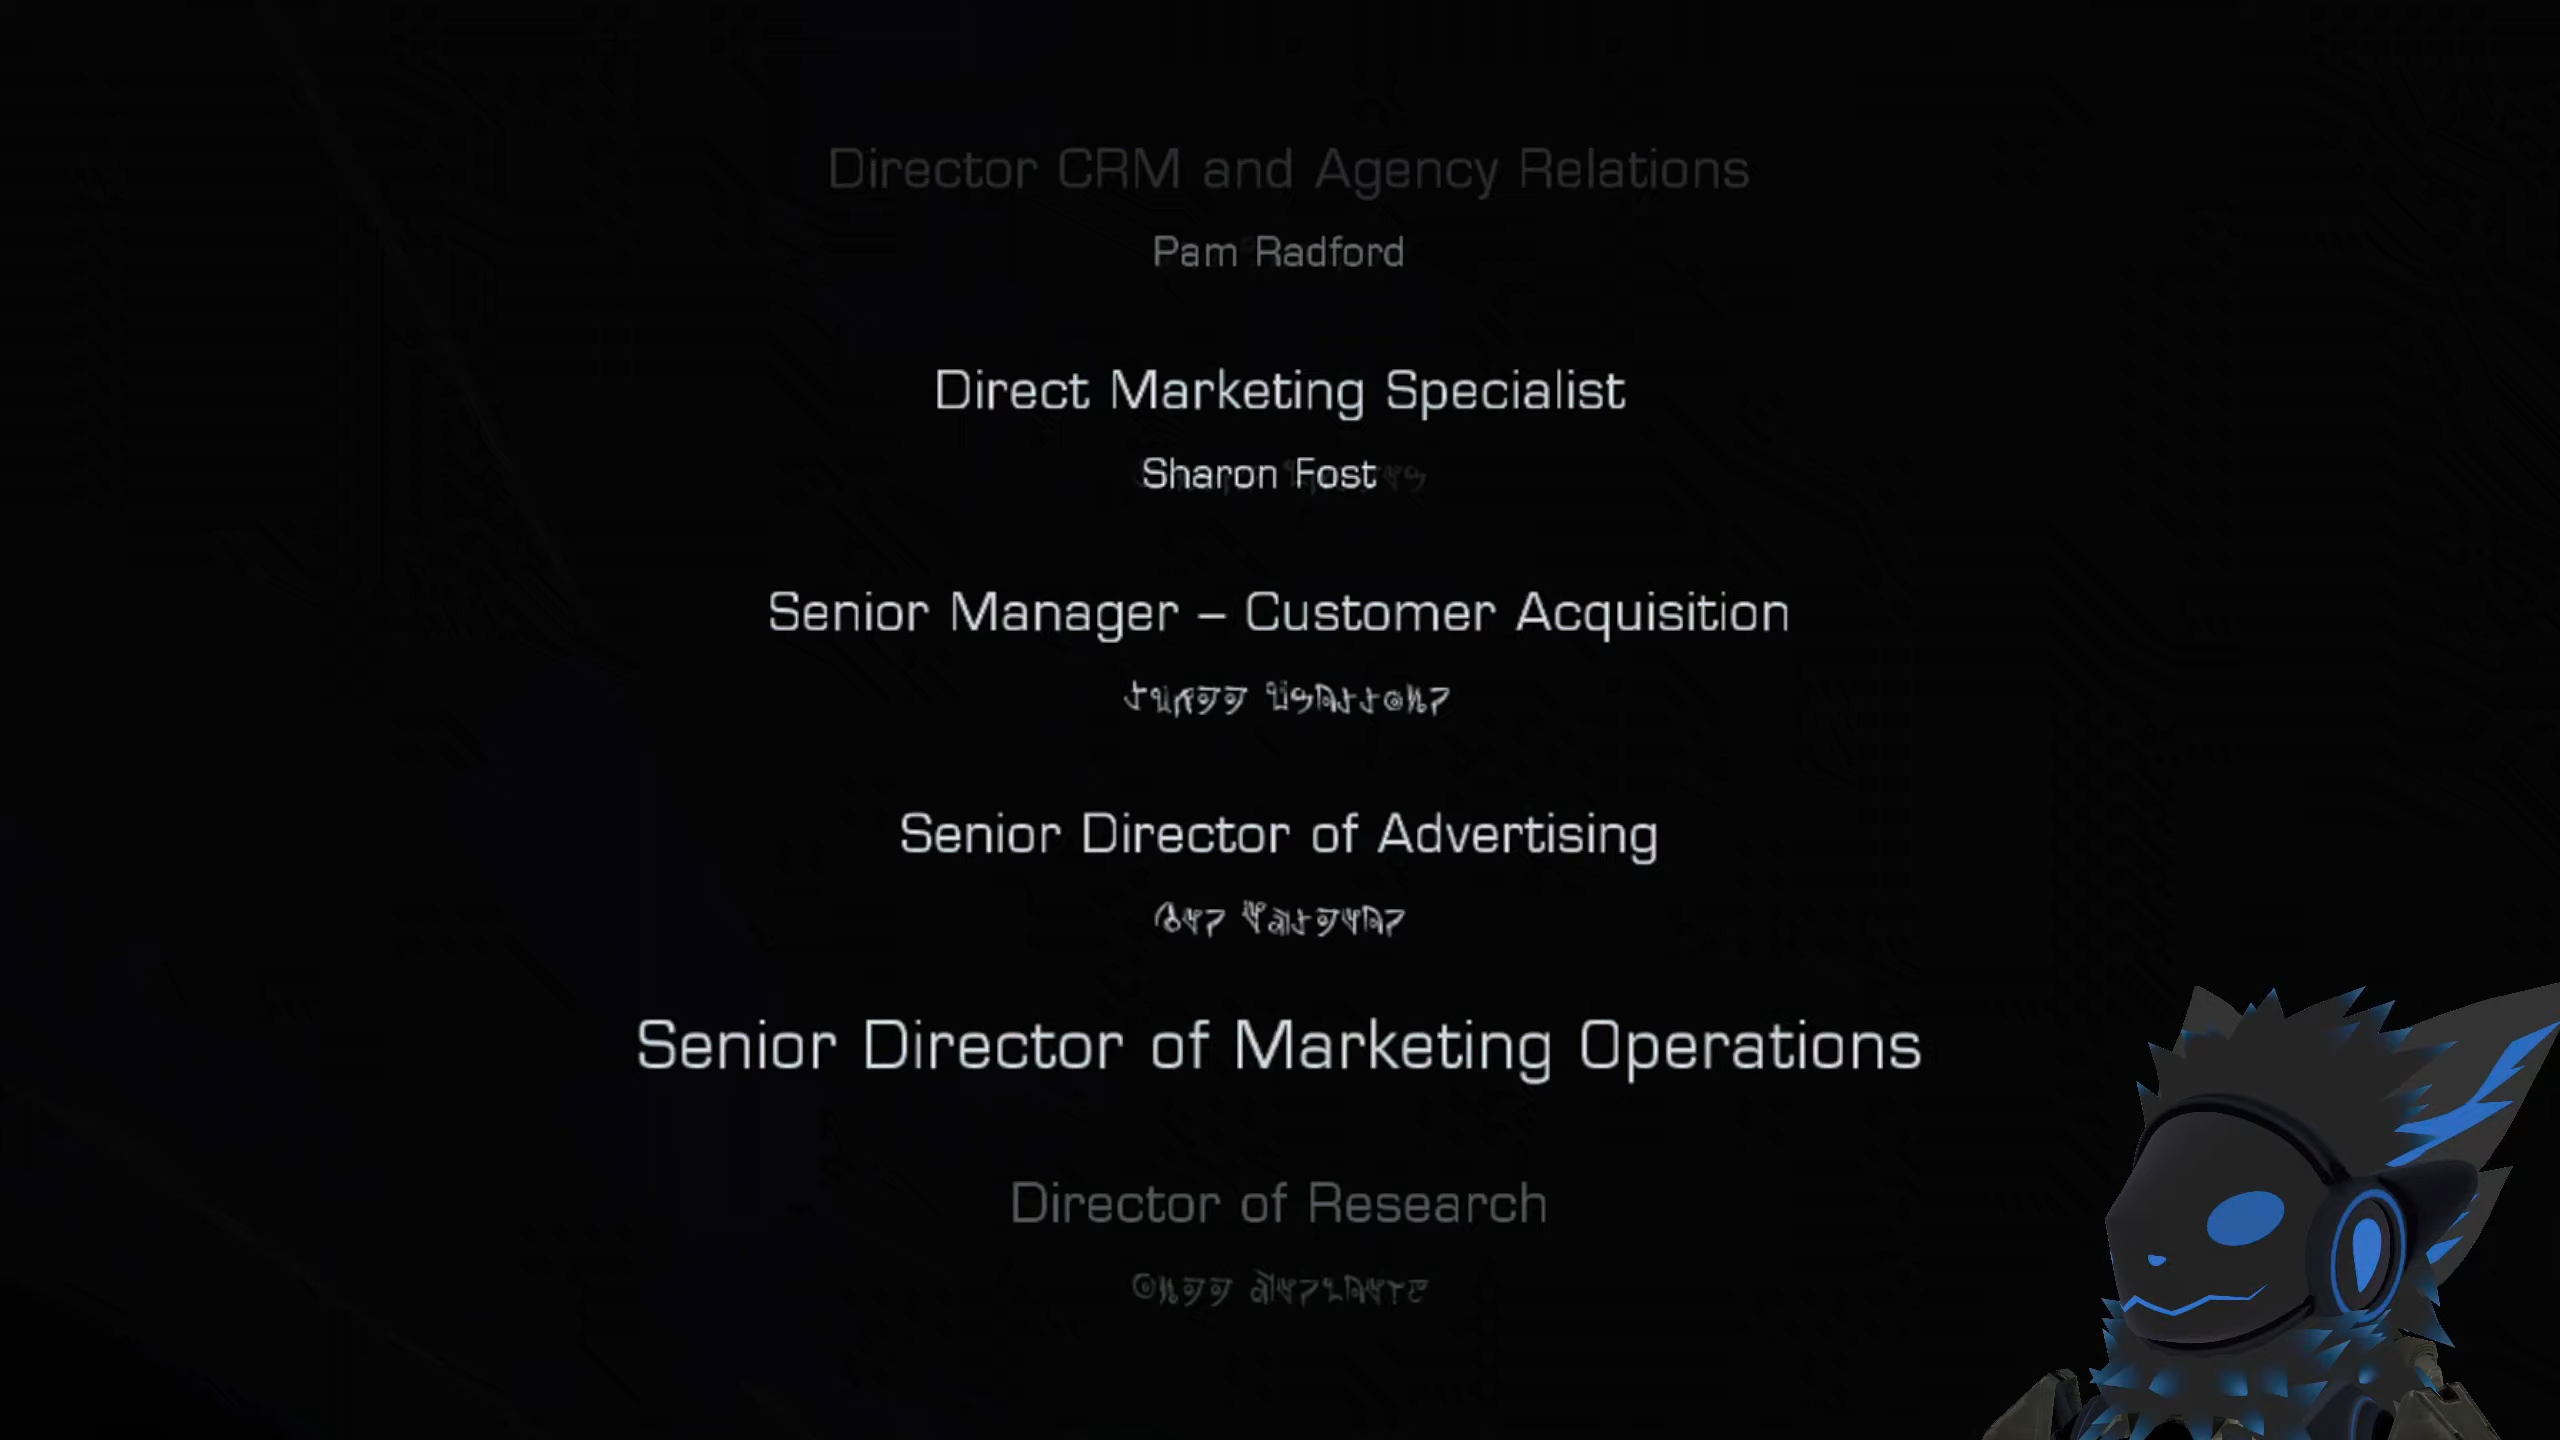 Director CRM and Agency Relations
Pam Radford
Direct Marketing Specialist
Sharon Fost
Senior Manager – Customer Acquisition
Senior Director of Advertising
Senior Director of Marketing Operations
Director of Research